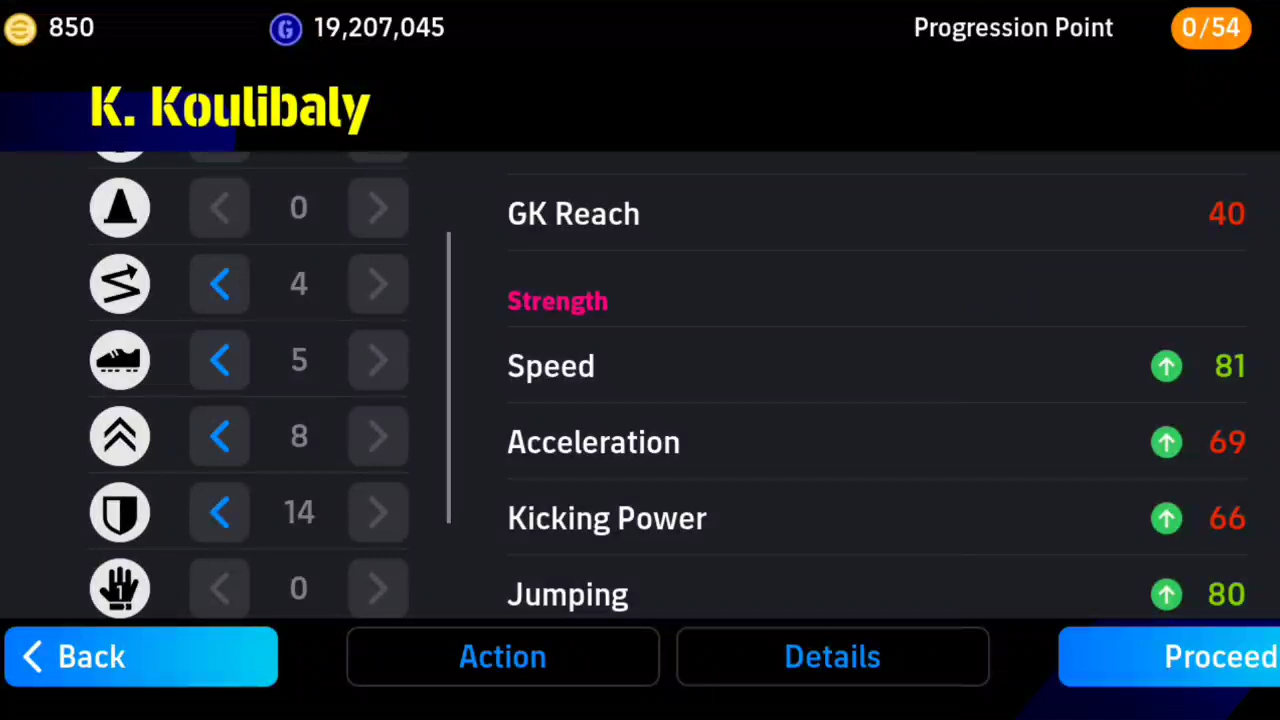 850
19,207,045
Progression Point
0/54
K. Koulibaly
0
GK Reach
40
4
Strength
5
Speed
81
8
Acceleration
69
14
Kicking Power
66
0
Jumping
80
Back
Action
Details
Proceed